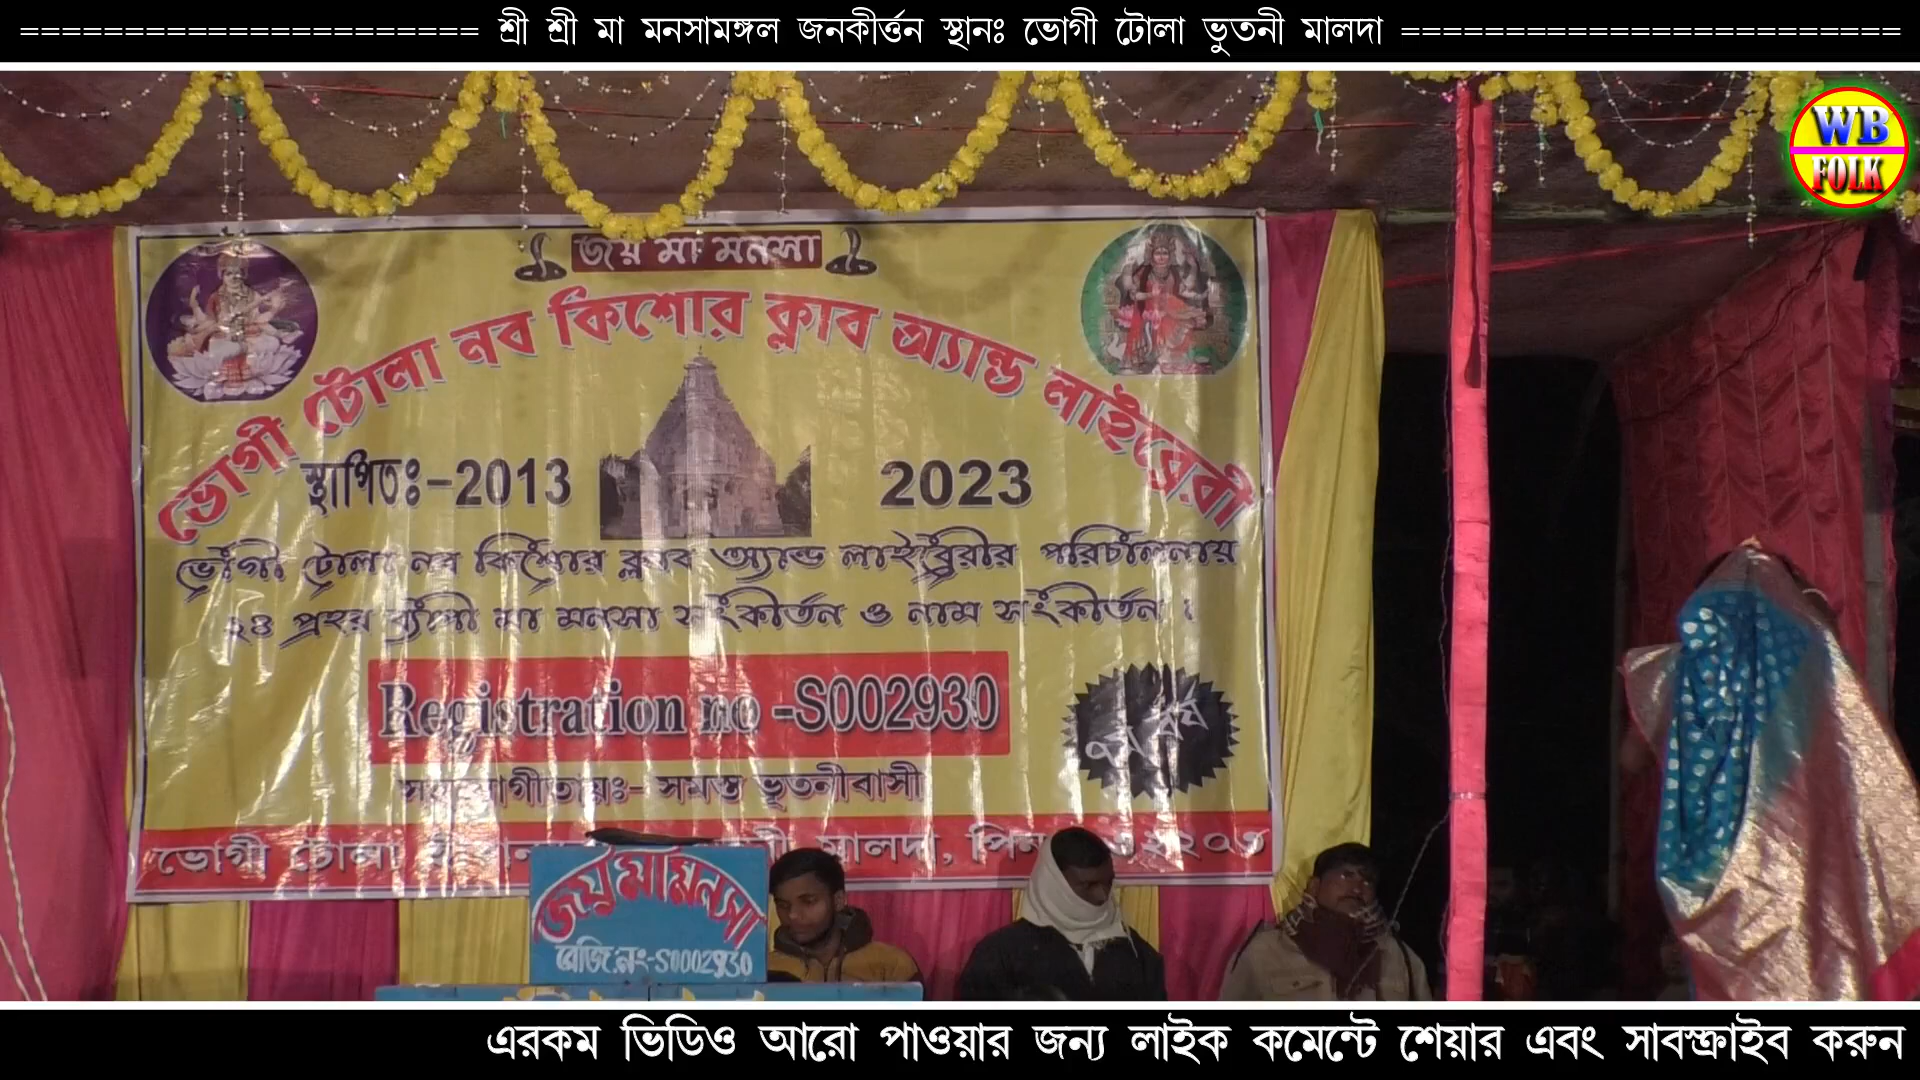 ====================== শ্রী শ্রী মা মনসামঙ্গল জনকীর্ত্তন স্থানঃ ভোগী টোলা ভুতনী মালদা ========================
WB
FOLK
জয় মা মনসা
ভোগী টোলা নব কিশোর ক্লাব অ্যান্ড লাইব্রেরী
স্থাপিতঃ-2013
2023
ভোগী টোলা নব কিশোর ক্লাব অ্যান্ড লাইব্রেরীর পরিচালনায়
২৪ প্রহর ব্যাপী মা মনসা সংকীর্তন ও নাম সংকীর্তন ।
Registration no -S002930
বর্ষ
সহযোগীতায়ঃ- সমস্ত ভূতনীবাসী
ভোগী টোলা মালদা, পিন
জয় মা মনসা
রেজি.নং-S0002930
এরকম ভিডিও আরো পাওয়ার জন্য লাইক কমেন্টে শেয়ার এবং সাবস্ক্রাইব করুন